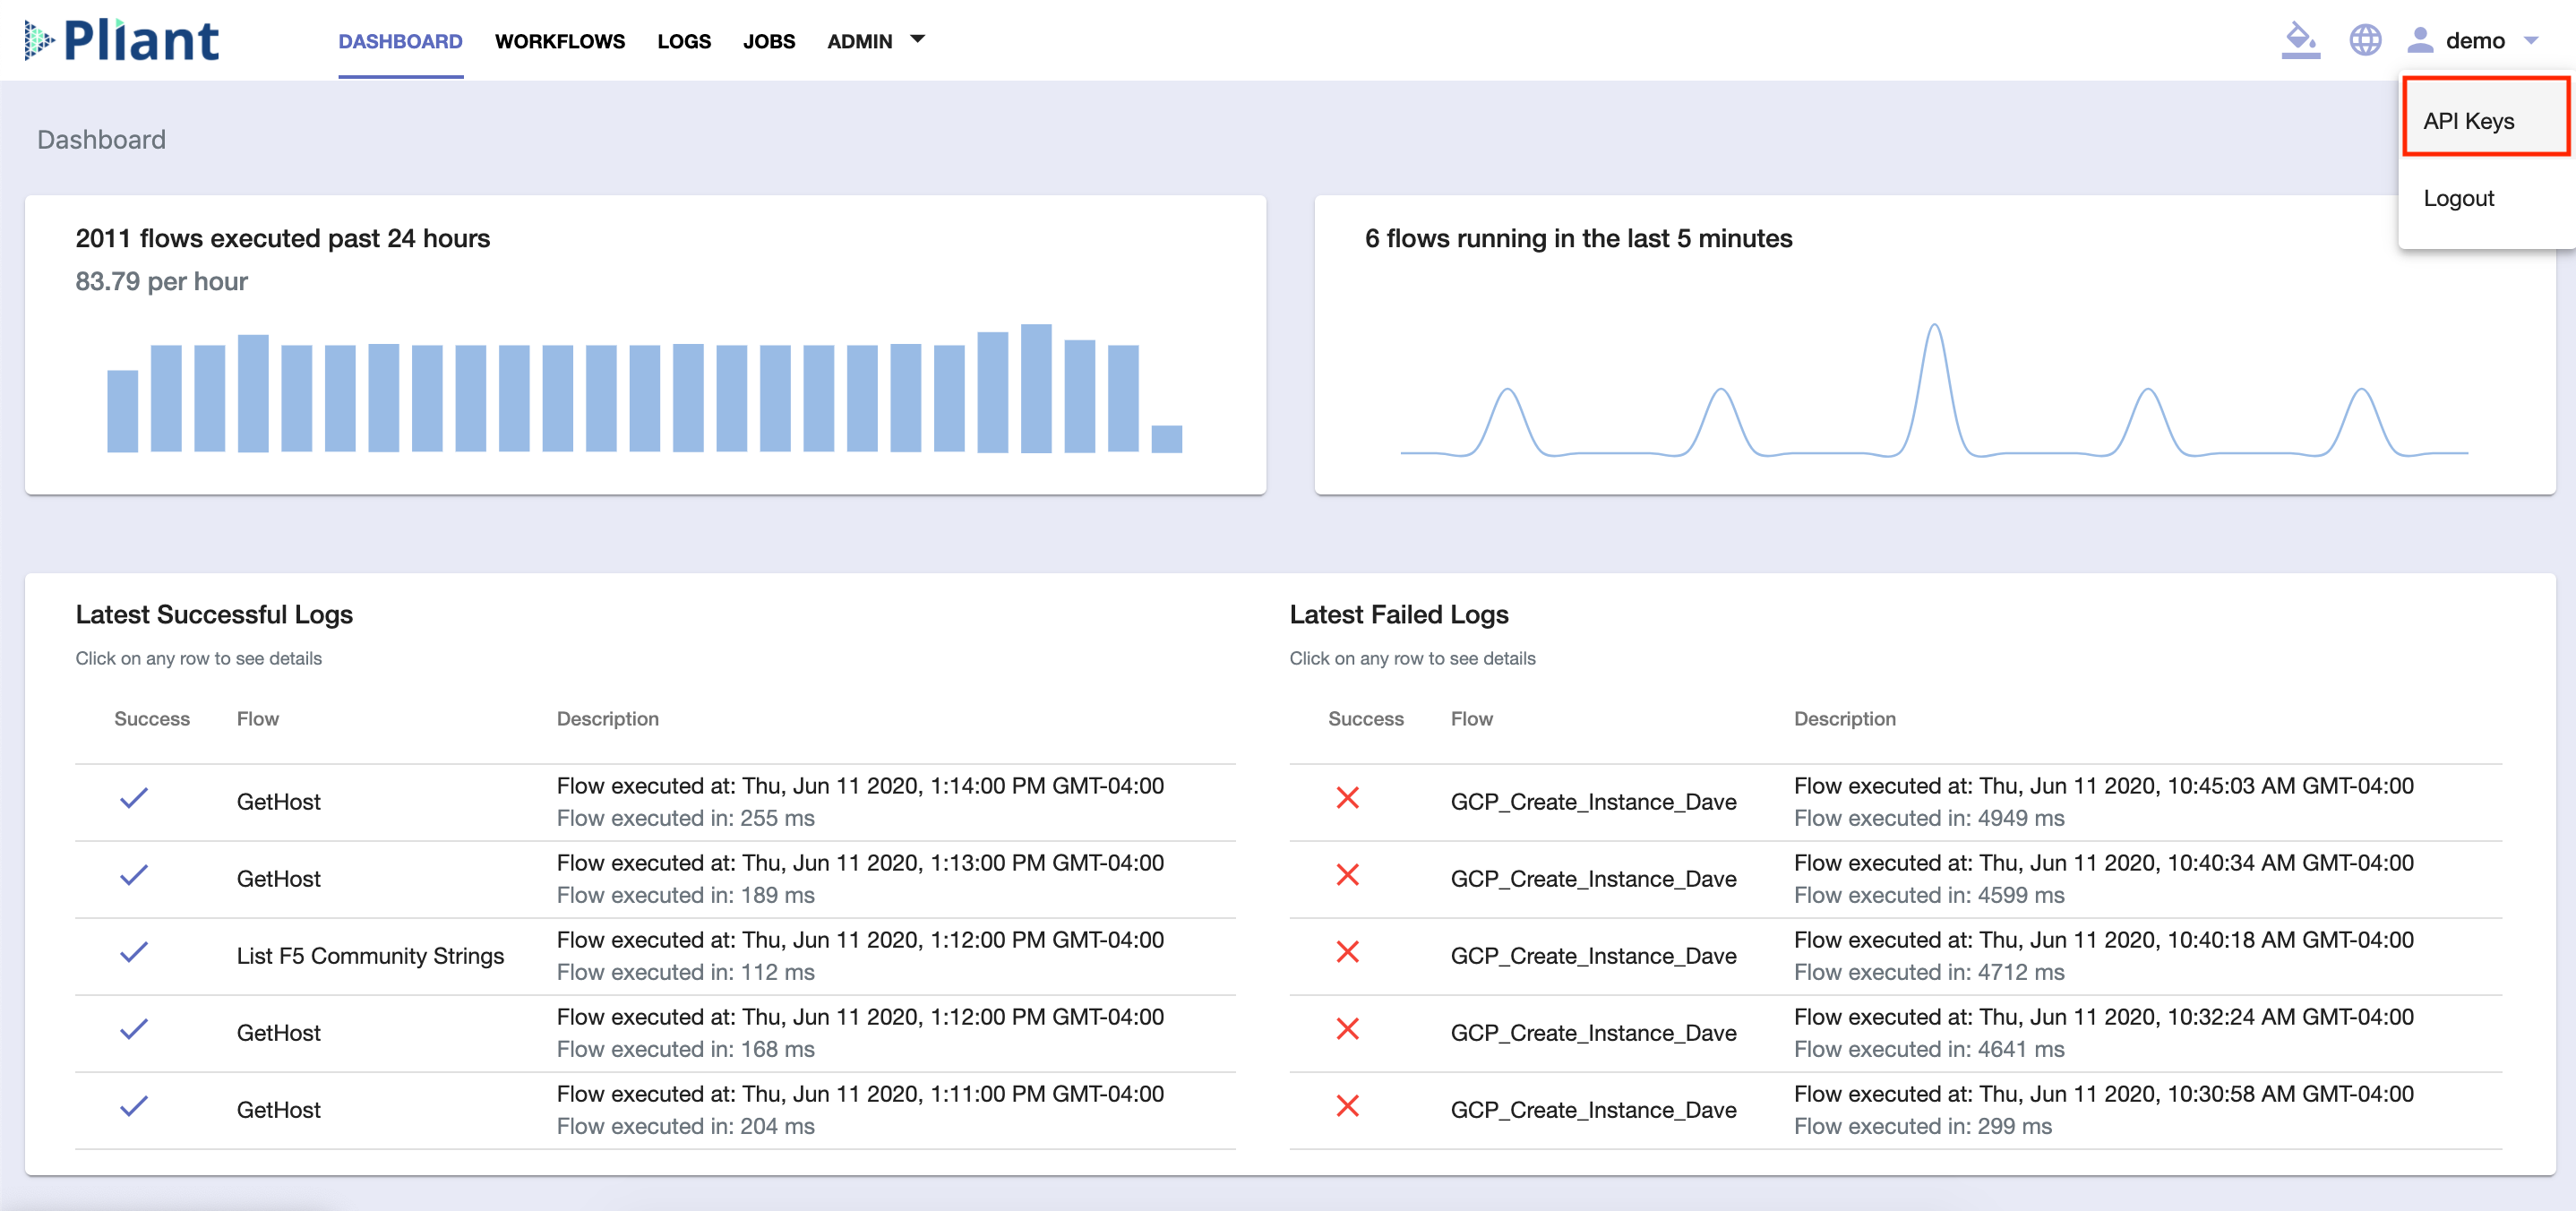 Pliant
DASHBOARD WORKFLOWS LOGS JOBS ADMIN
demo
API Keys
Logout
Dashboard
2011 flows executed past 24 hours
83.79 per hour
6 flows running in the last 5 minutes
Latest Successful Logs
Click on any row to see details
Success Flow Description
GetHost
Flow executed at: Thu, Jun 11 2020, 1:14:00 PM GMT-04:00
Flow executed in: 255 ms
GetHost
Flow executed at: Thu, Jun 11 2020, 1:13:00 PM GMT-04:00
Flow executed in: 189 ms
List F5 Community Strings
Flow executed at: Thu, Jun 11 2020, 1:12:00 PM GMT-04:00
Flow executed in: 112 ms
GetHost
Flow executed at: Thu, Jun 11 2020, 1:12:00 PM GMT-04:00
Flow executed in: 168 ms
GetHost
Flow executed at: Thu, Jun 11 2020, 1:11:00 PM GMT-04:00
Flow executed in: 204 ms
Latest Failed Logs
Click on any row to see details
Success Flow Description
GCP_Create_Instance_Dave
Flow executed at: Thu, Jun 11 2020, 10:45:03 AM GMT-04:00
Flow executed in: 4949 ms
GCP_Create_Instance_Dave
Flow executed at: Thu, Jun 11 2020, 10:40:34 AM GMT-04:00
Flow executed in: 4599 ms
GCP_Create_Instance_Dave
Flow executed at: Thu, Jun 11 2020, 10:40:18 AM GMT-04:00
Flow executed in: 4712 ms
GCP_Create_Instance_Dave
Flow executed at: Thu, Jun 11 2020, 10:32:24 AM GMT-04:00
Flow executed in: 4641 ms
GCP_Create_Instance_Dave
Flow executed at: Thu, Jun 11 2020, 10:30:58 AM GMT-04:00
Flow executed in: 299 ms